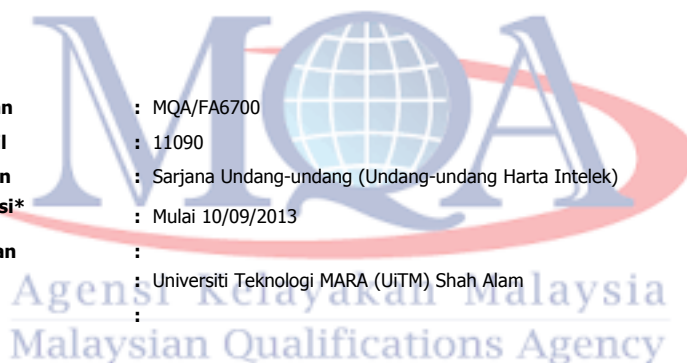 MQA
an : MQA/FA6700
l : 11090
n : Sarjana Undang-undang (Undang-undang Harta Intelek)
si* : Mulai 10/09/2013
an :
: Universiti Teknologi MARA (UiTM) Shah Alam
:
Agensi Kelayakan Malaysia
Malaysian Qualifications Agency